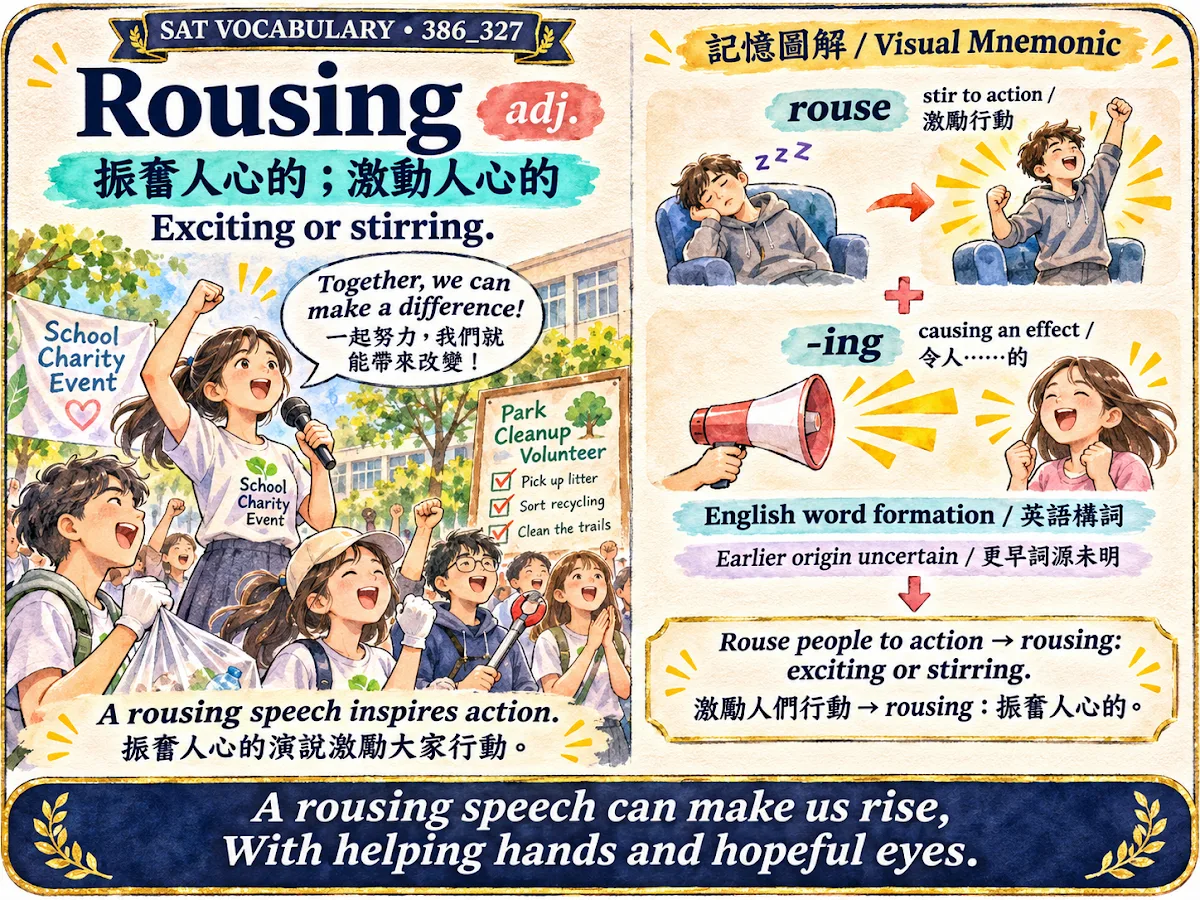 SAT VOCABULARY • 386_327
Rousing
adj.
振奮人心的；激動人心的
Exciting or stirring.
Together, we can
make a difference!
一起努力，我們就
能帶來改變！
School
Charity
Event
Park
Cleanup
Volunteer
Pick up litter
Sort recycling
Clean the trails
School
Charity
Event
A rousing speech inspires action.
振奮人心的演說激勵大家行動。
記憶圖解 / Visual Mnemonic
rouse
stir to action /
激勵行動
zzz
-ing
causing an effect /
令人……的
English word formation / 英語構詞
Earlier origin uncertain / 更早詞源未明
Rouse people to action → rousing:
exciting or stirring.
激勵人們行動 → rousing：振奮人心的。
A rousing speech can make us rise,
With helping hands and hopeful eyes.